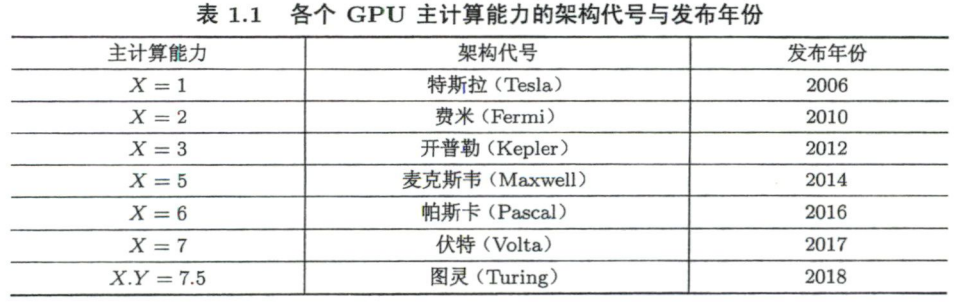 表 1.1 各个 GPU 主计算能力的架构代号与发布年份
主计算能力 架构代号 发布年份
X = 1 特斯拉（Tesla） 2006
X = 2 费米（Fermi） 2010
X = 3 开普勒（Kepler） 2012
X = 5 麦克斯韦（Maxwell） 2014
X = 6 帕斯卡（Pascal） 2016
X = 7 伏特（Volta） 2017
X.Y = 7.5 图灵（Turing） 2018